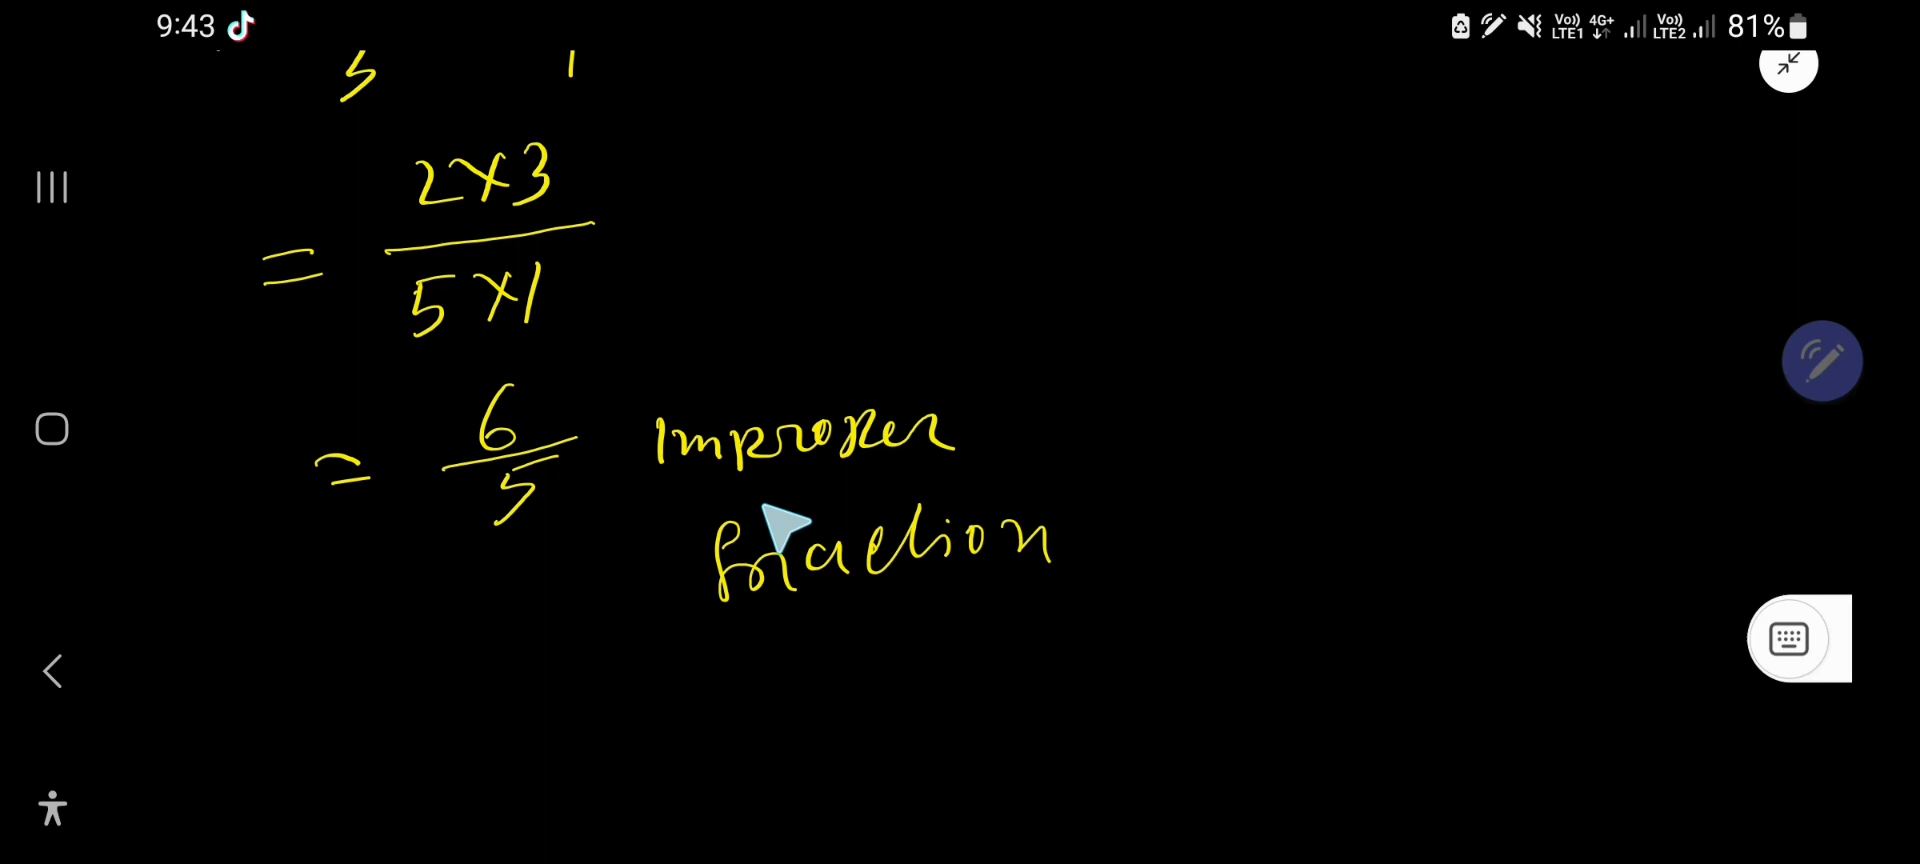 9:43 Vo)) LTE1 4G+ Vo)) LTE2 81%
5 1
= 2×3
5×1
= 6/5 Improper
fraction